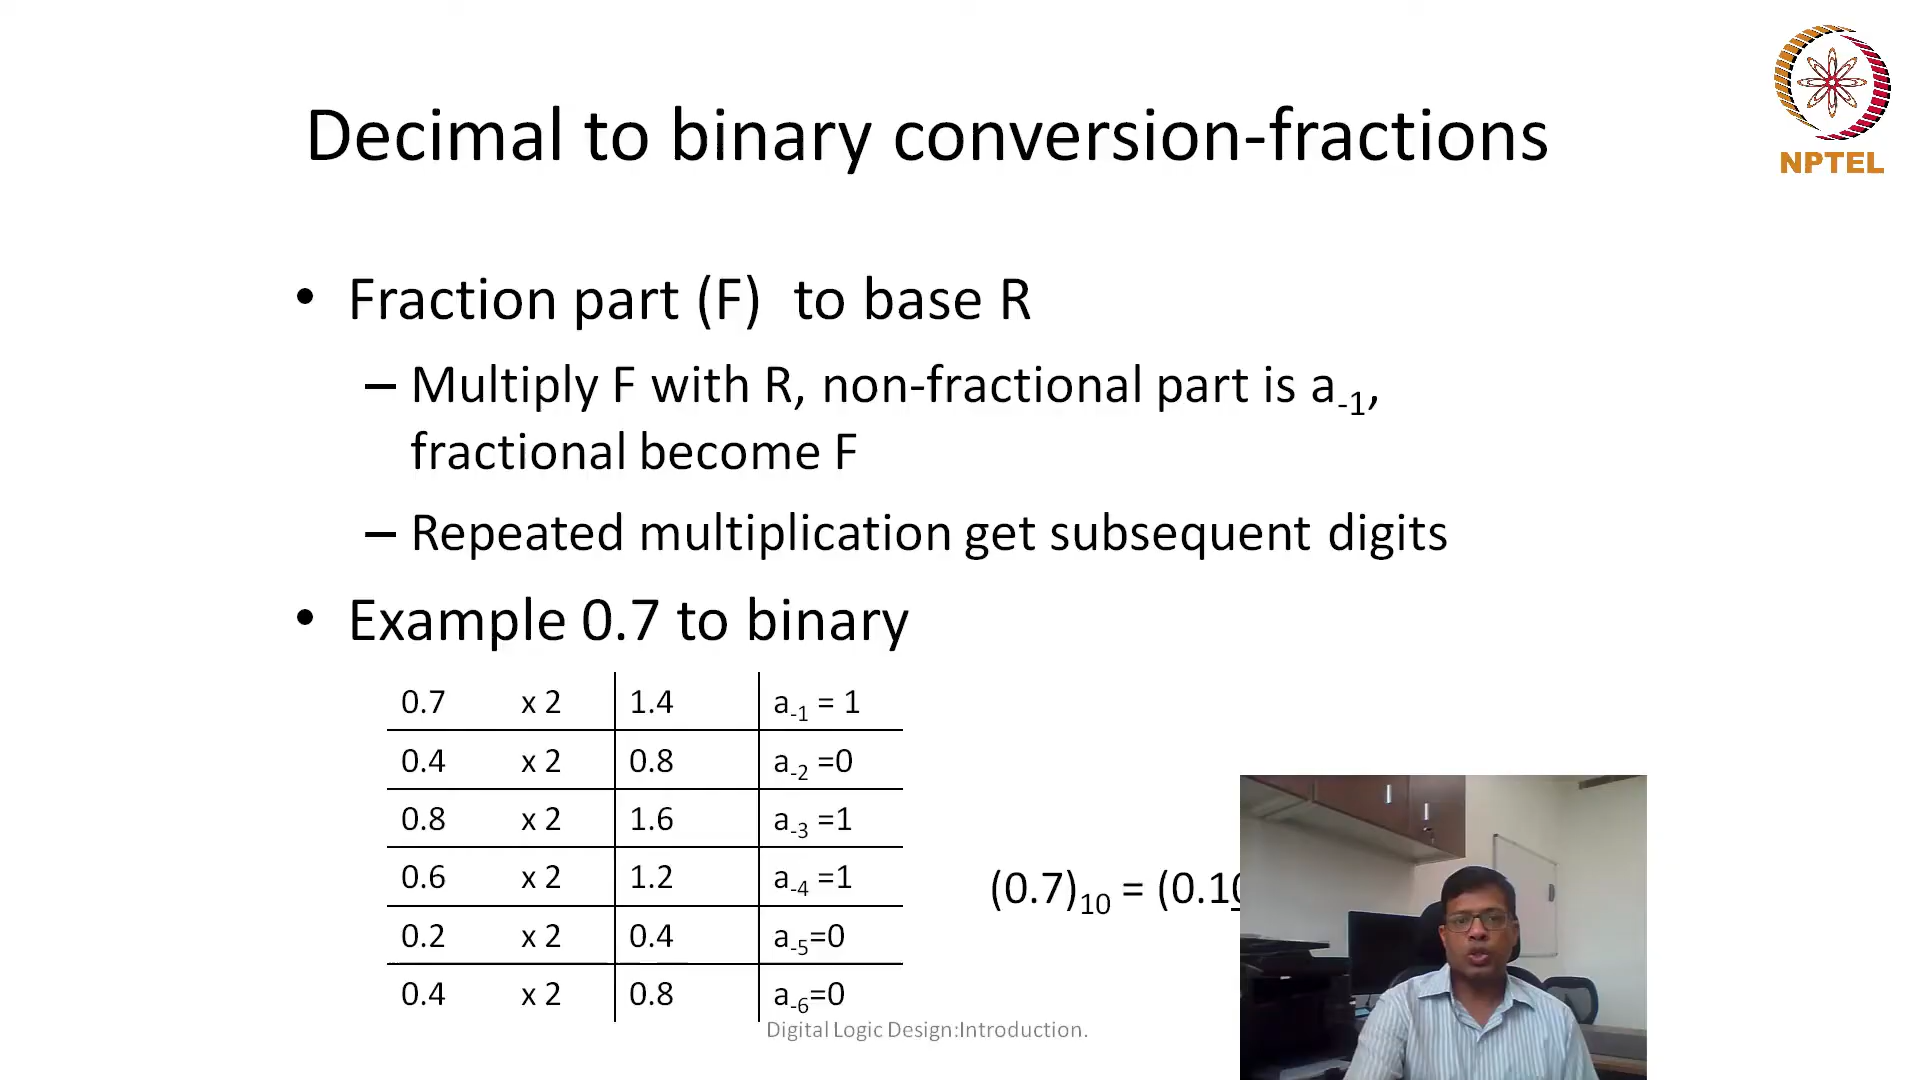 NPTEL
Decimal to binary conversion-fractions
• Fraction part (F) to base R
– Multiply F with R, non-fractional part is a-1,
fractional become F
– Repeated multiplication get subsequent digits
• Example 0.7 to binary
0.7 x 2 1.4 a-1 = 1
0.4 x 2 0.8 a-2 =0
0.8 x 2 1.6 a-3 =1
0.6 x 2 1.2 a-4 =1
0.2 x 2 0.4 a-5=0
0.4 x 2 0.8 a-6=0
(0.7)10 = (0.10
Digital Logic Design:Introduction.